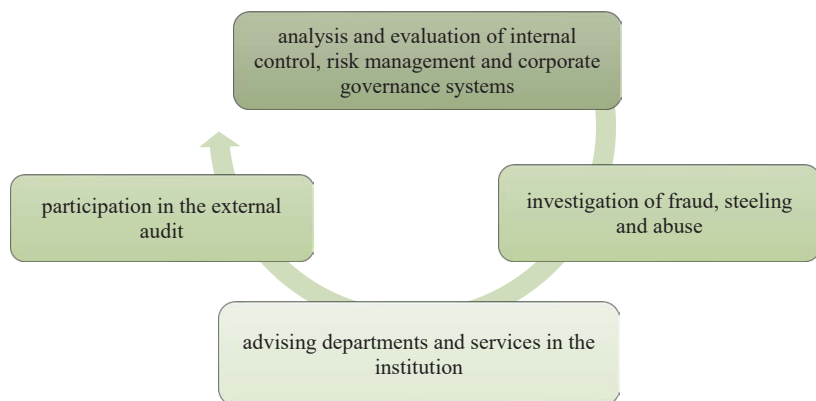 analysis and evaluation of internal
control, risk management and corporate
governance systems
investigation of fraud, steeling
and abuse
advising departments and services in the
institution
participation in the external
audit